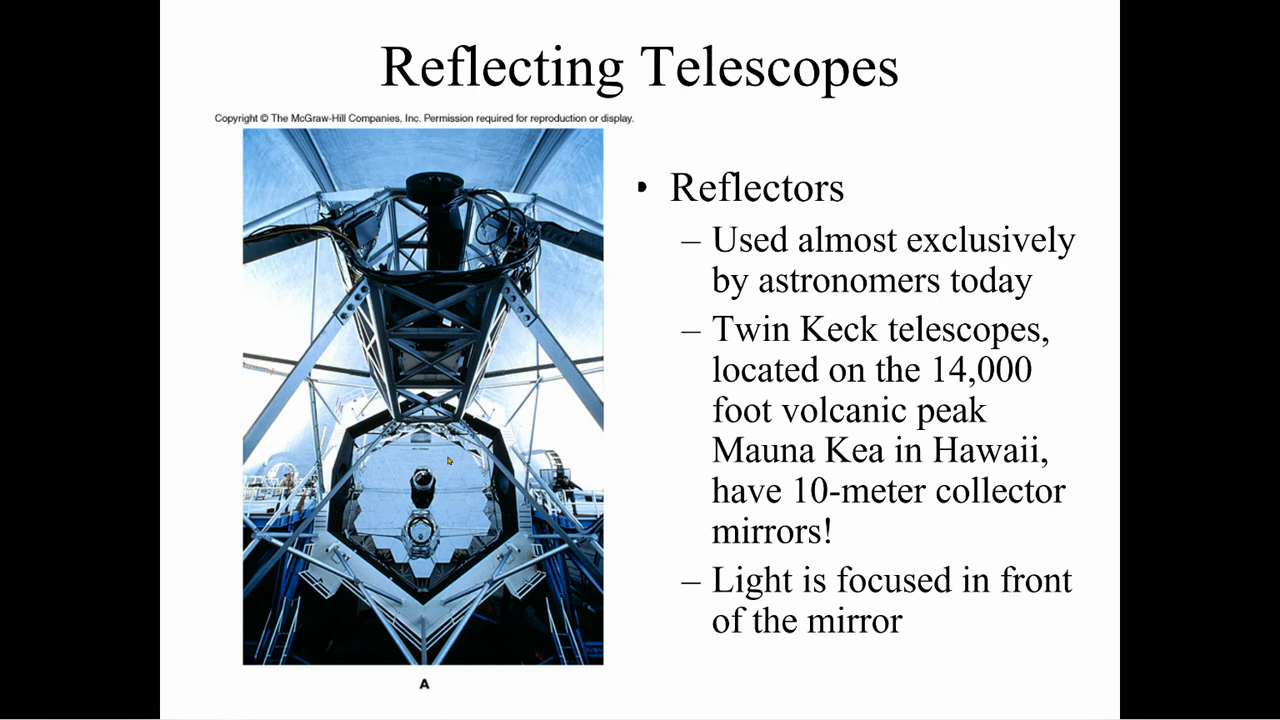 Reflecting Telescopes
Copyright © The McGraw-Hill Companies, Inc. Permission required for reproduction or display.
• Reflectors
– Used almost exclusively
by astronomers today
– Twin Keck telescopes,
located on the 14,000
foot volcanic peak
Mauna Kea in Hawaii,
have 10-meter collector
mirrors!
– Light is focused in front
of the mirror
A